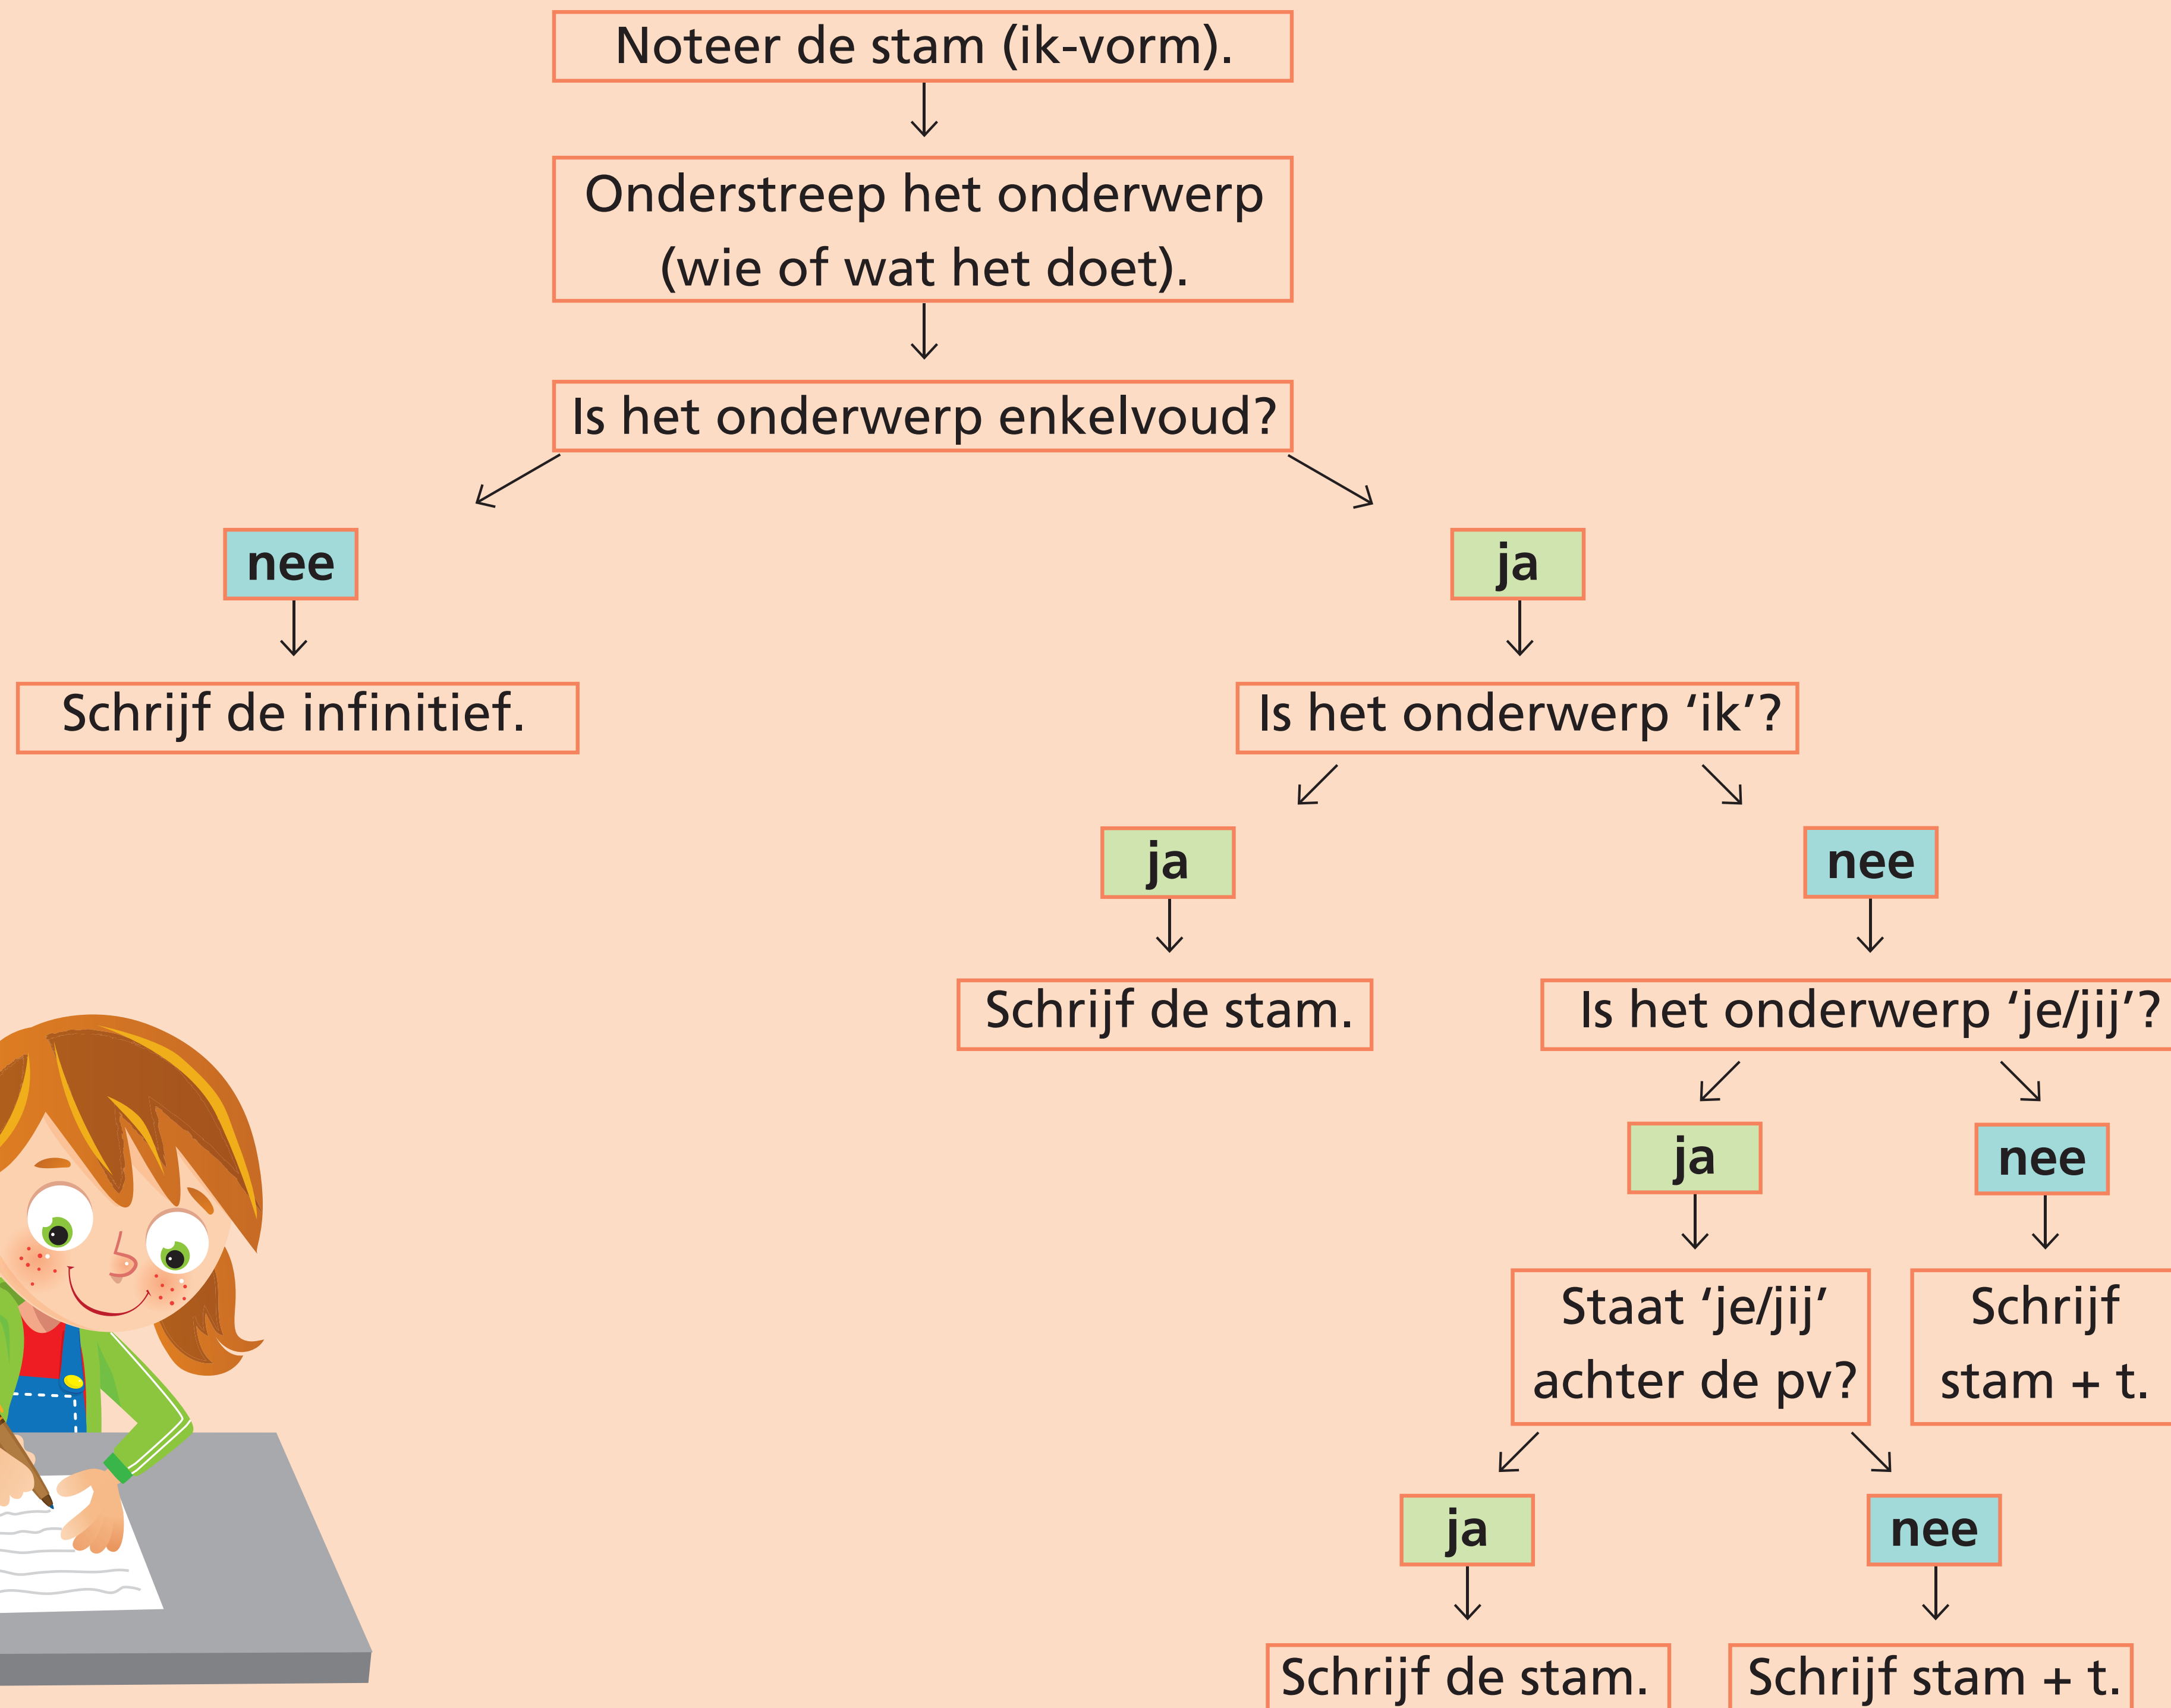 Noteer de stam (ik-vorm).
Onderstreep het onderwerp
(wie of wat het doet).
Is het onderwerp enkelvoud?
nee
ja
Schrijf de infinitief.
Is het onderwerp ‘ik’?
ja
nee
Schrijf de stam.
Is het onderwerp ‘je/jij’?
ja
nee
Staat ‘je/jij’
achter de pv?
Schrijf
stam + t.
ja
nee
Schrijf de stam.
Schrijf stam + t.